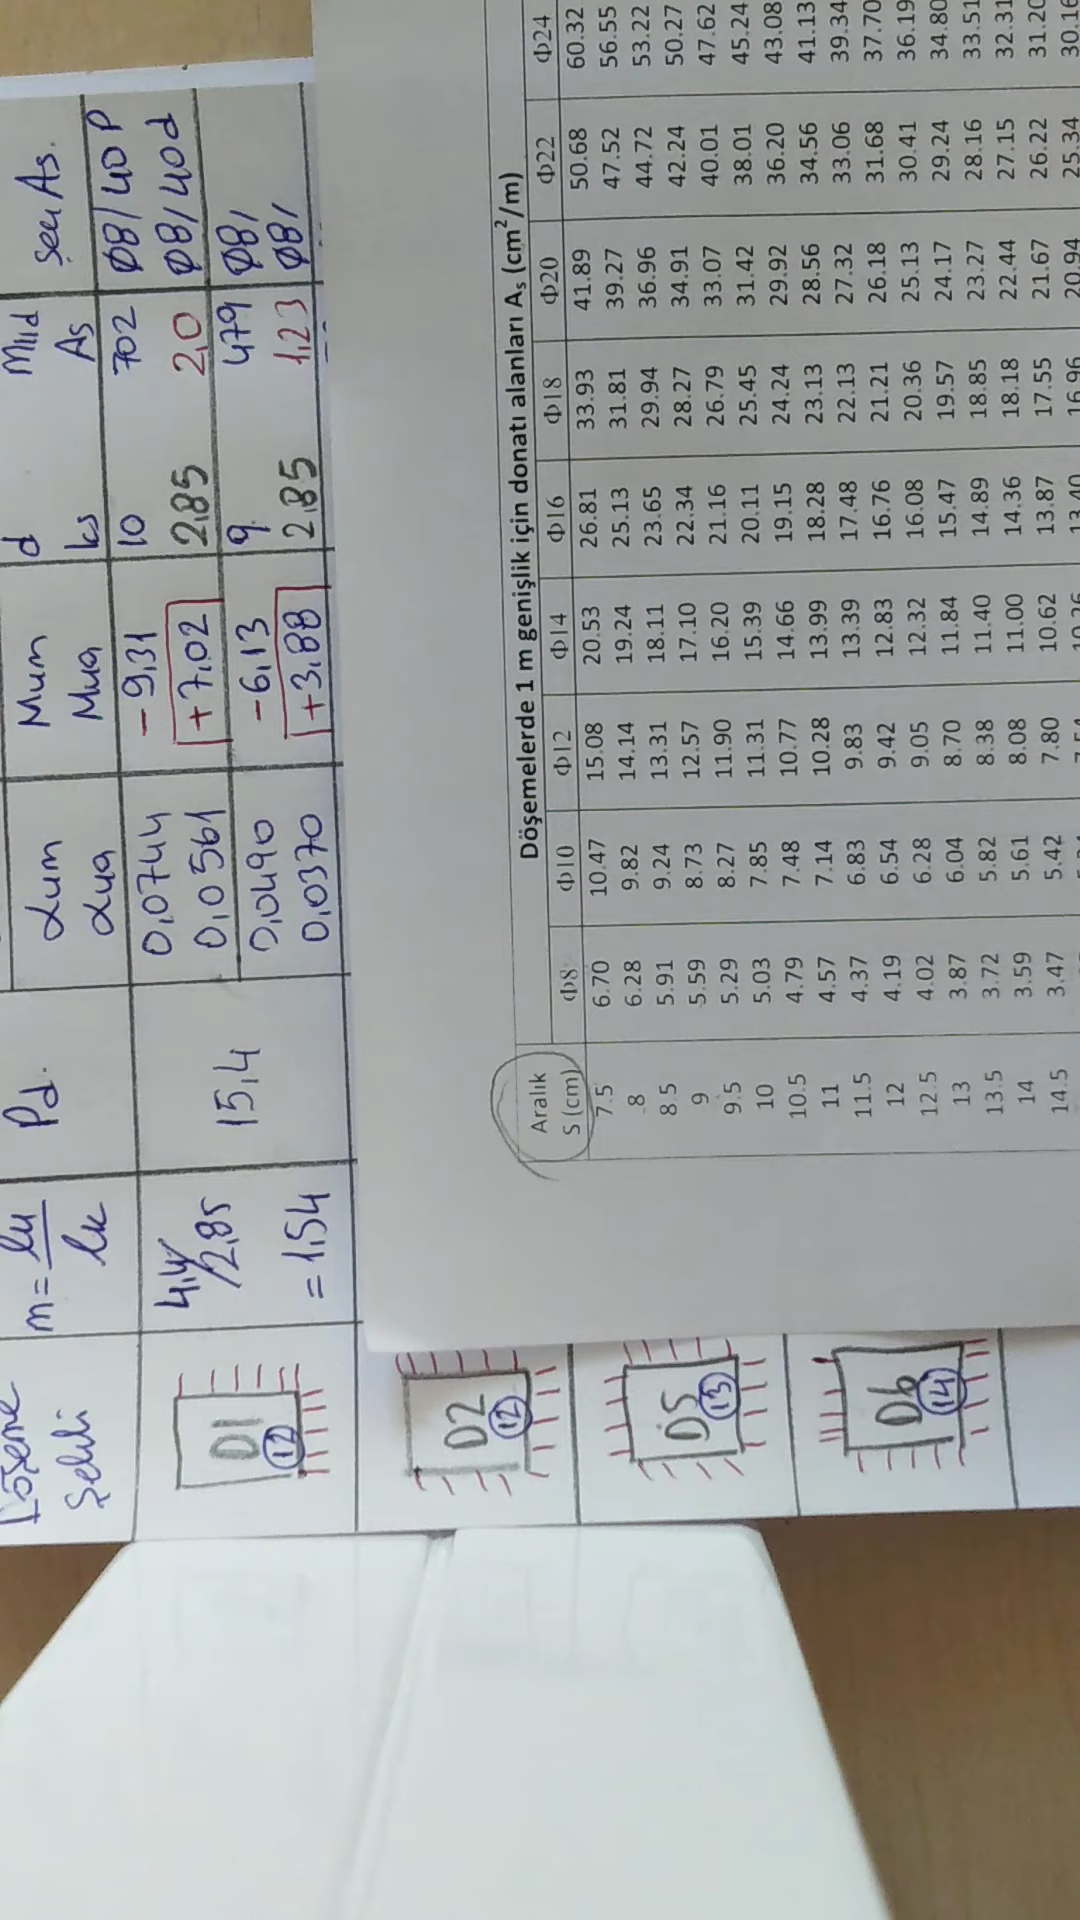 Döşeme Şekli
m = lu / lk
Pd.
αum αua
Mum Mua
d ks
Mlld As
Seu As.
D1 12
4,4/2.85 = 1,54
15,4
0,0744 -9,31 10 702 Ø8/40 P
0,0561 +7,02 2,85 2,0 Ø8/40d
0,0490 -6,13 9 479 Ø8/
0,0370 +3,88 2.85 1,23 Ø8/
D2 12
D5 13
D6 14
Döşemelerde 1 m genişlik için donatı alanları As (cm²/m)
Aralık S (cm) Φ8 Φ10 Φ12 Φ14 Φ16 Φ18 Φ20 Φ22 Φ24
7.5 6.70 10.47 15.08 20.53 26.81 33.93 41.89 50.68 60.32
8 6.28 9.82 14.14 19.24 25.13 31.81 39.27 47.52 56.55
8.5 5.91 9.24 13.31 18.11 23.65 29.94 36.96 44.72 53.22
9 5.59 8.73 12.57 17.10 22.34 28.27 34.91 42.24 50.27
9.5 5.29 8.27 11.90 16.20 21.16 26.79 33.07 40.01 47.62
10 5.03 7.85 11.31 15.39 20.11 25.45 31.42 38.01 45.24
10.5 4.79 7.48 10.77 14.66 19.15 24.24 29.92 36.20 43.08
11 4.57 7.14 10.28 13.99 18.28 23.13 28.56 34.56 41.13
11.5 4.37 6.83 9.83 13.39 17.48 22.13 27.32 33.06 39.34
12 4.19 6.54 9.42 12.83 16.76 21.21 26.18 31.68 37.70
12.5 4.02 6.28 9.05 12.32 16.08 20.36 25.13 30.41 36.19
13 3.87 6.04 8.70 11.84 15.47 19.57 24.17 29.24 34.80
13.5 3.72 5.82 8.38 11.40 14.89 18.85 23.27 28.16 33.51
14 3.59 5.61 8.08 11.00 14.36 18.18 22.44 27.15 32.31
14.5 3.47 5.42 7.80 10.62 13.87 17.55 21.67 26.22 31.20
13.40 16.96 20.94 25.34 30.16